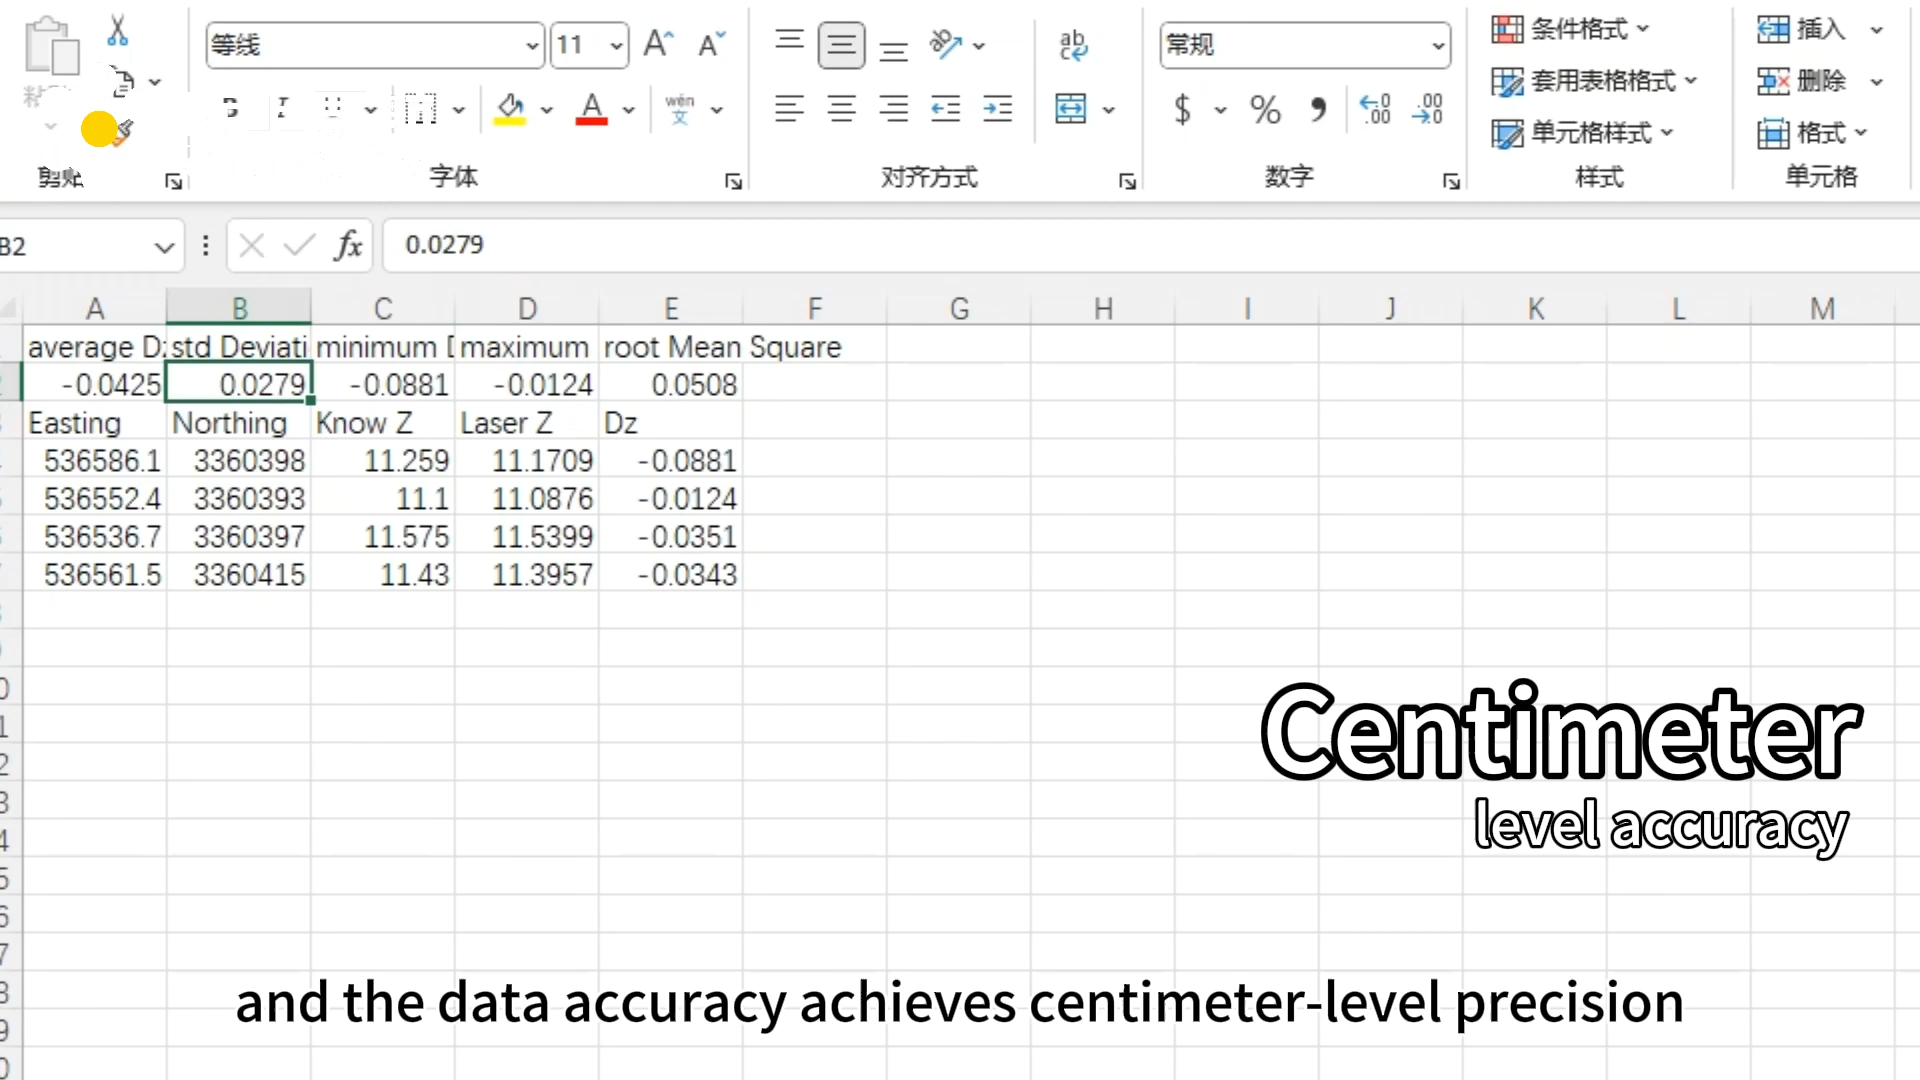 等线 11 常规 条件格式 插入
套用表格格式 删除
B I U A wén 文 $ % 单元格样式 格式
字体 对齐方式 数字 样式 单元格
B2 fx 0.0279
A B C D E F G H I J K L M
average Dz std Deviati minimum D maximum root Mean Square
-0.0425 0.0279 -0.0881 -0.0124 0.0508
Easting Northing Know Z Laser Z Dz
536586.1 3360398 11.259 11.1709 -0.0881
536552.4 3360393 11.1 11.0876 -0.0124
536536.7 3360397 11.575 11.5399 -0.0351
536561.5 3360415 11.43 11.3957 -0.0343
Centimeter
level accuracy
and the data accuracy achieves centimeter-level precision